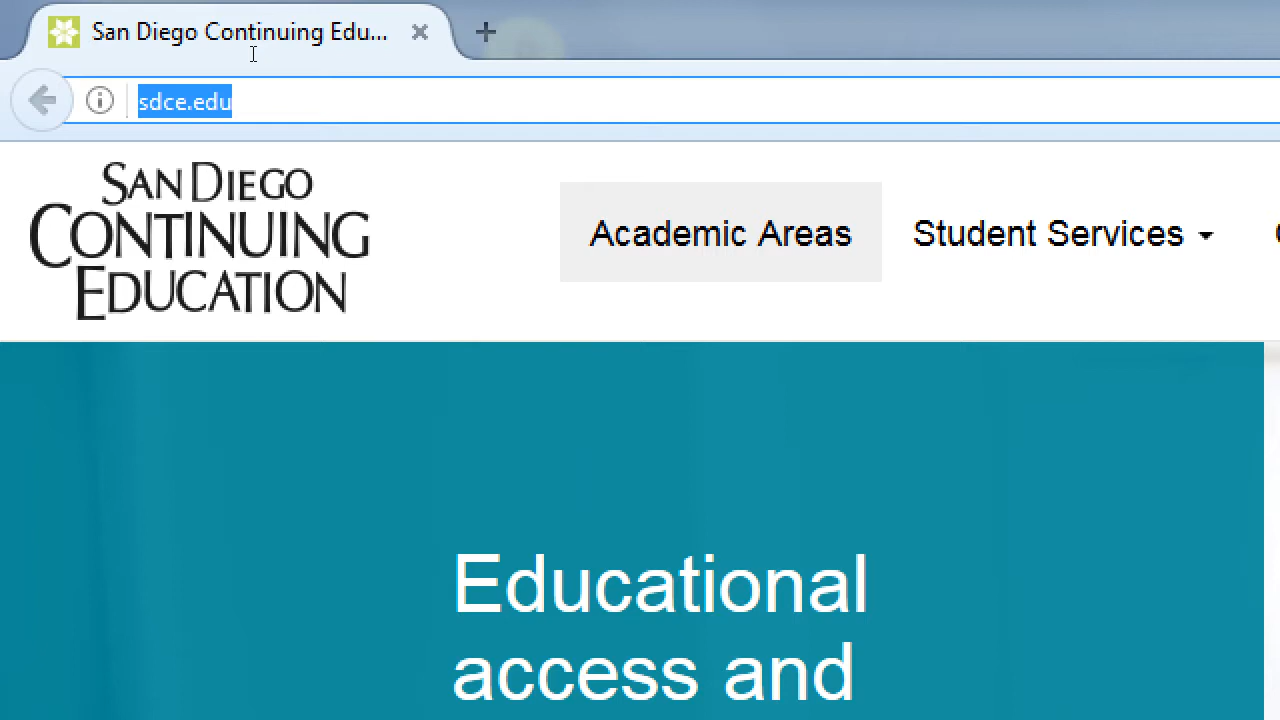 San Diego Continuing Edu...
sdce.edu
SAN DIEGO
CONTINUING
EDUCATION
Academic Areas
Student Services
Educational
access and